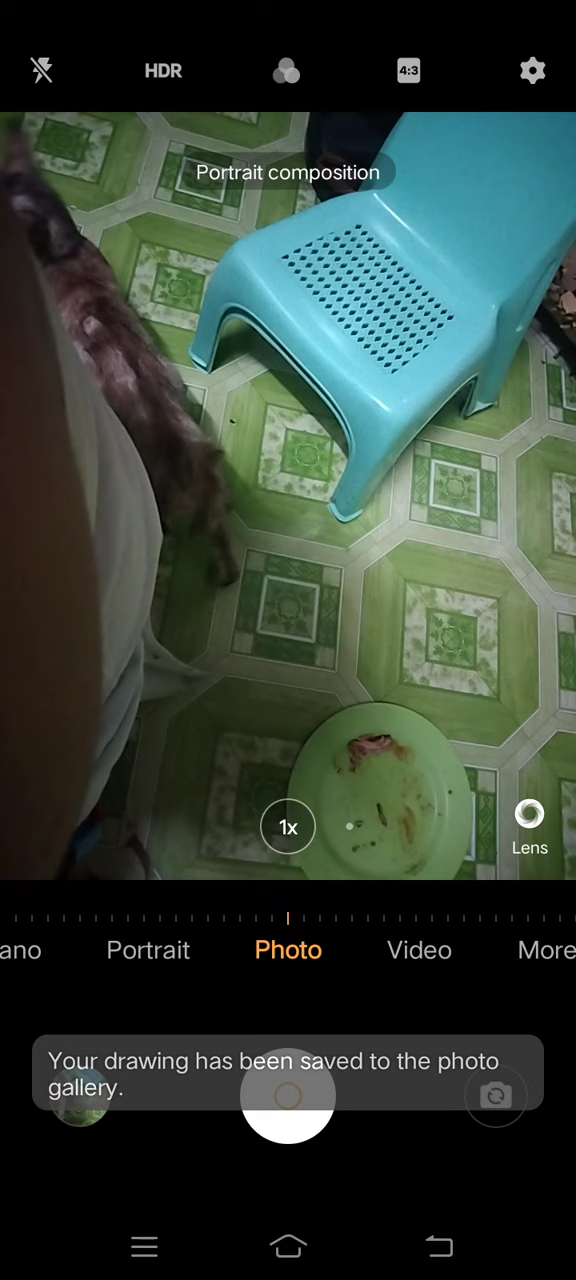 HDR
4:3
Portrait composition
1x
Lens
ano
Portrait
Photo
Video
More
Your drawing has been saved to the photo
gallery.